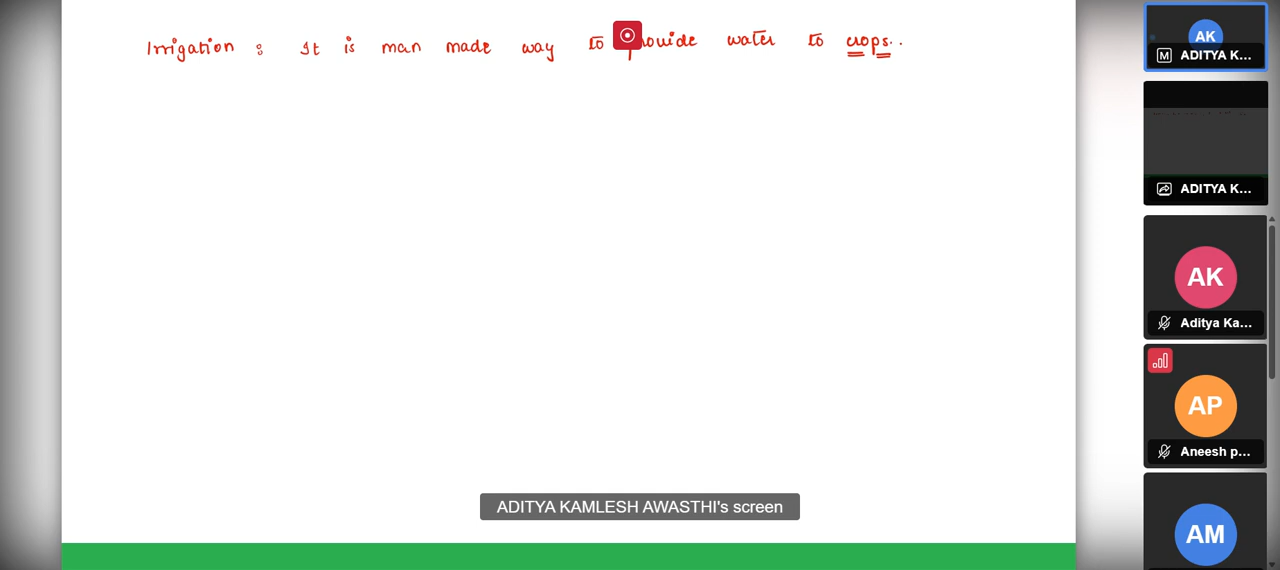 Irrigation : It is man made way to provide water to crops..
AK
M ADITYA K...
ADITYA K...
AK
Aditya Ka...
AP
Aneesh p...
AM
ADITYA KAMLESH AWASTHI's screen